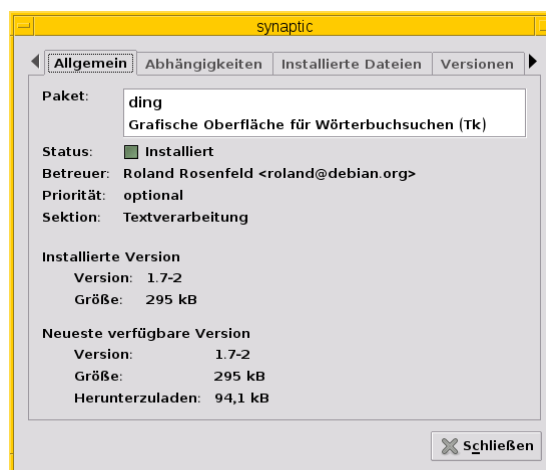 synaptic
Allgemein Abhängigkeiten Installierte Dateien Versionen
Paket: ding
Grafische Oberfläche für Wörterbuchsuchen (Tk)
Status: Installiert
Betreuer: Roland Rosenfeld <roland@debian.org>
Priorität: optional
Sektion: Textverarbeitung
Installierte Version
Version: 1.7-2
Größe: 295 kB
Neueste verfügbare Version
Version: 1.7-2
Größe: 295 kB
Herunterzuladen: 94,1 kB
Schließen